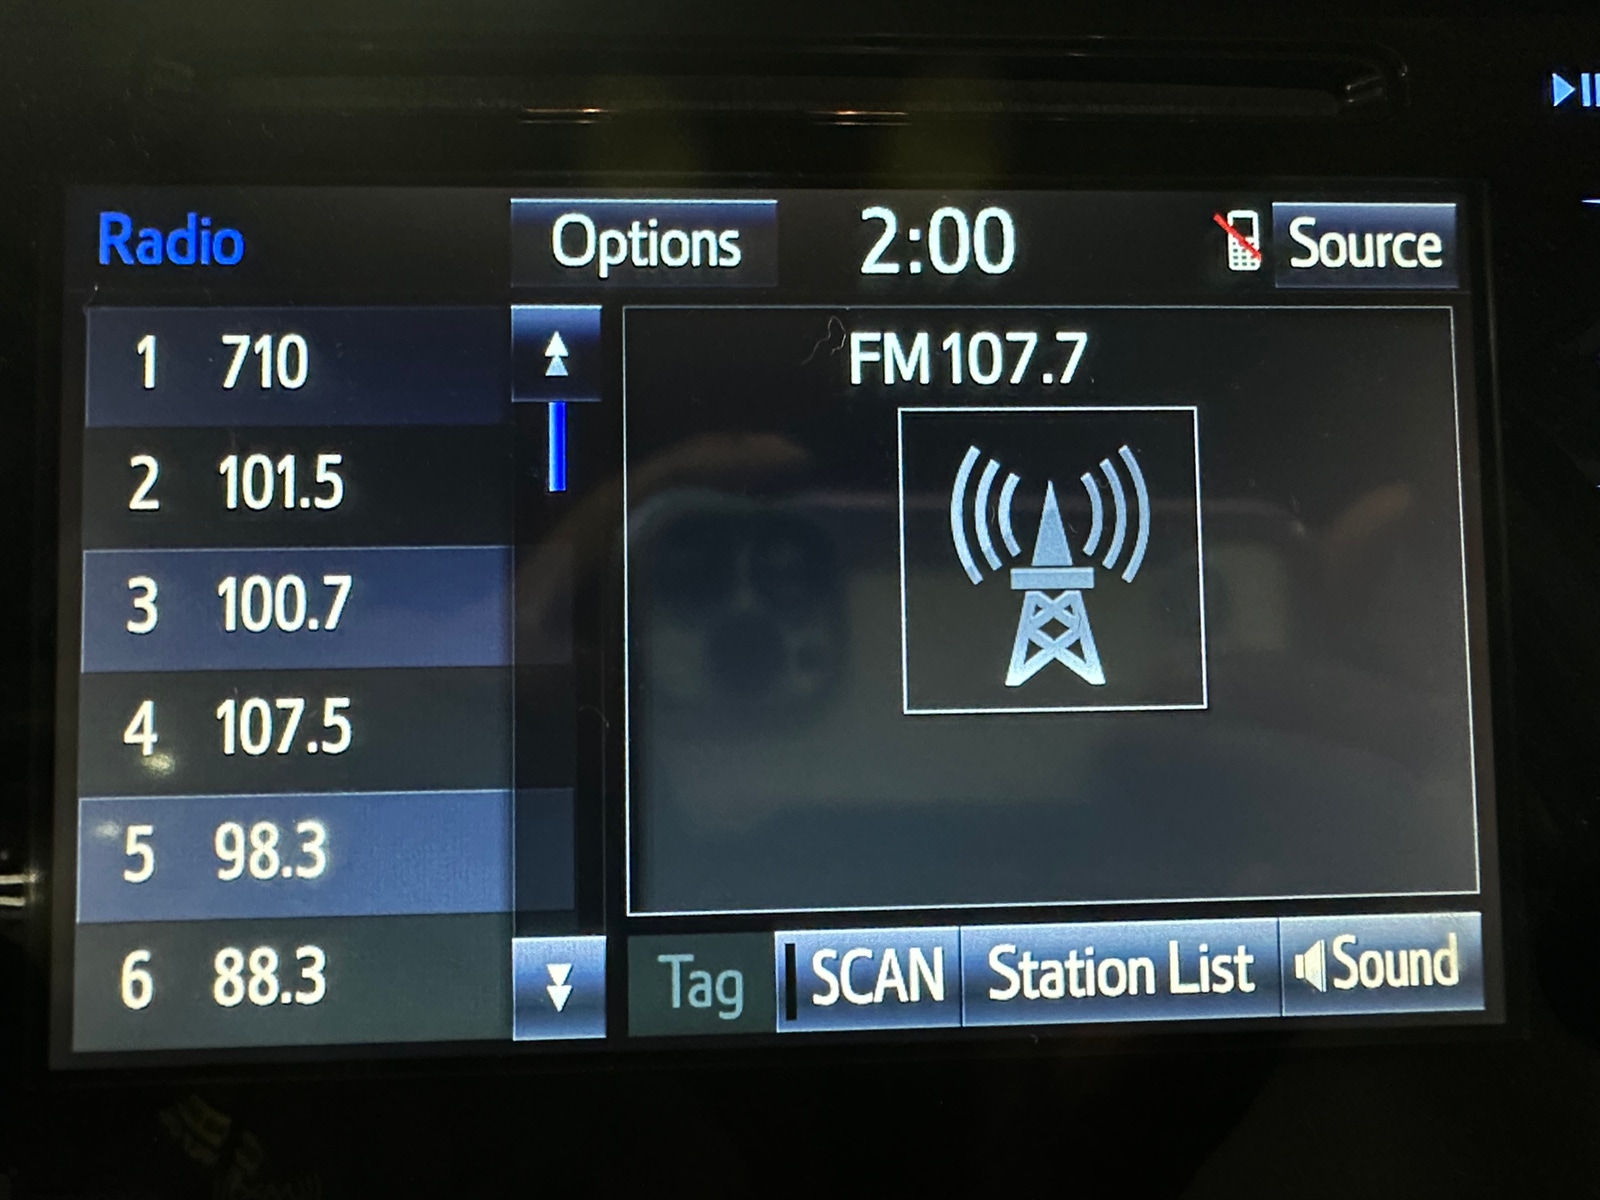 Radio
Options
2:00
Source
1 710
2 101.5
3 100.7
4 107.5
5 98.3
6 88.3
FM 107.7
Tag
SCAN
Station List
Sound